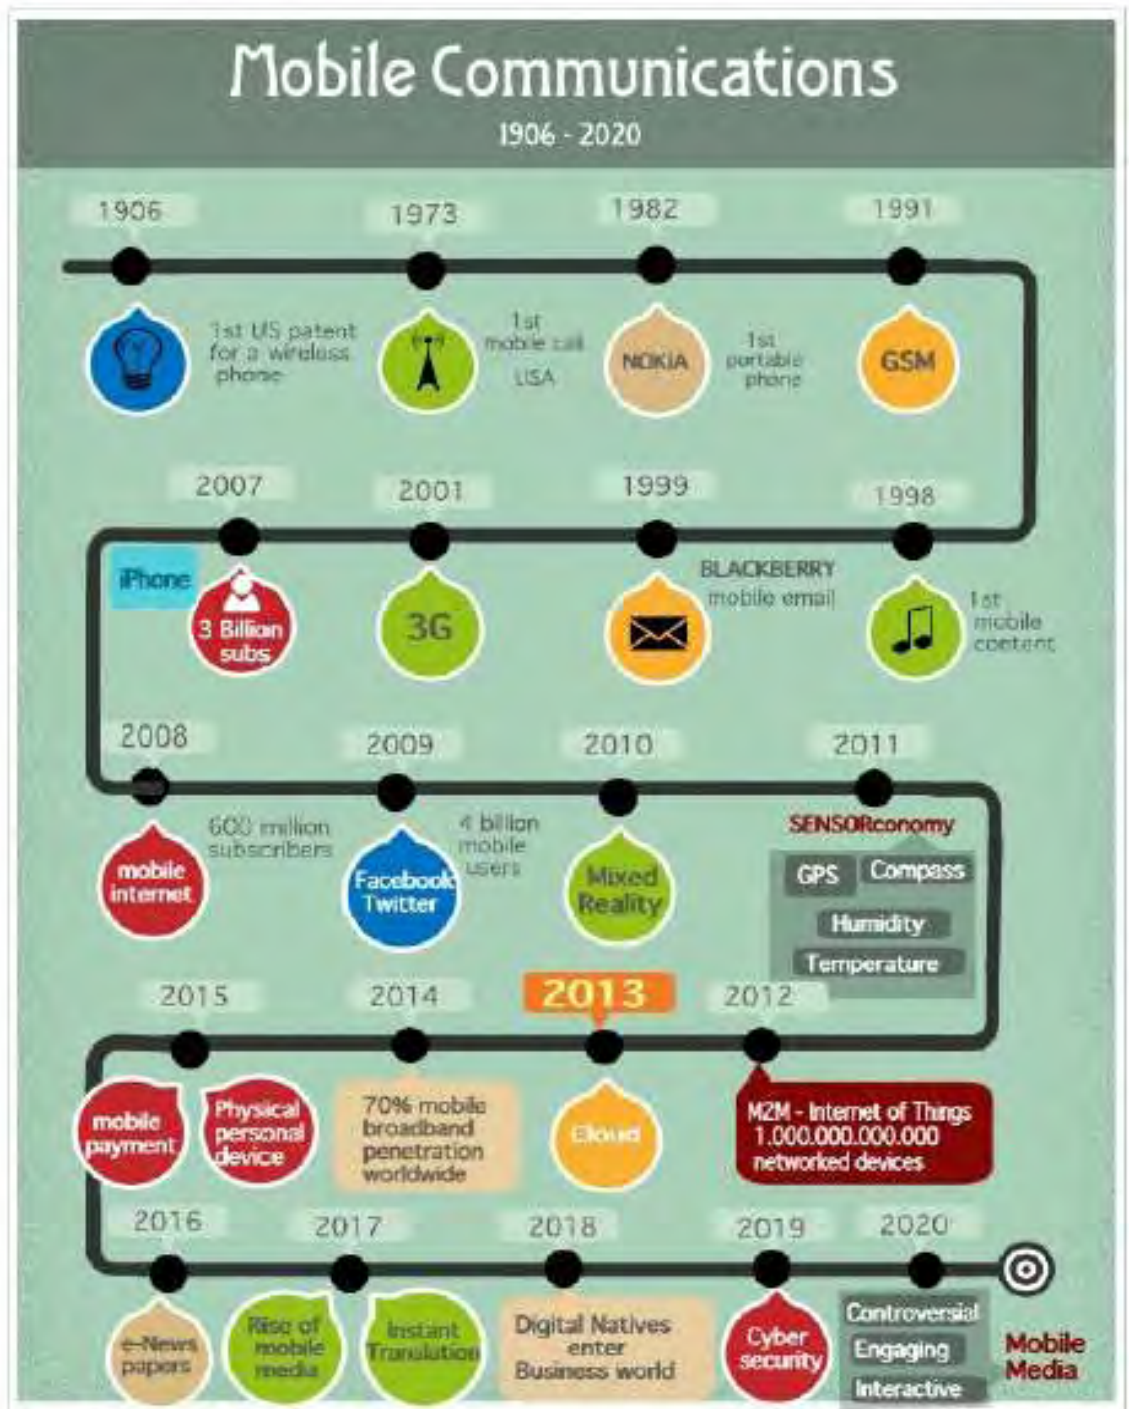 Mobile Communications
1906 - 2020
1906
1973
1982
1991
1st US patent
for a wireless
phone
1st
mobile call
USA
NOKIA
1st
portable
phone
GSM
2007
2001
1999
1998
iPhone
3 Billion
subs
3G
BLACKBERRY
mobile email
1st
mobile
content
2008
2009
2010
2011
mobile
internet
600 million
subscribers
Facebook
Twitter
4 billion
mobile
users
Mixed
Reality
SENSORconomy
GPS
Compass
Humidity
Temperature
2015
2014
2013
2012
mobile
payment
Physical
personal
device
70% mobile
broadband
penetration
worldwide
Cloud
M2M - Internet of Things
1.000.000.000.000
networked devices
2016
2017
2018
2019
2020
e-News
papers
Rise of
mobile
media
Instant
Translation
Digital Natives
enter
Business world
Cyber
security
Controversial
Engaging
Interactive
Mobile
Media